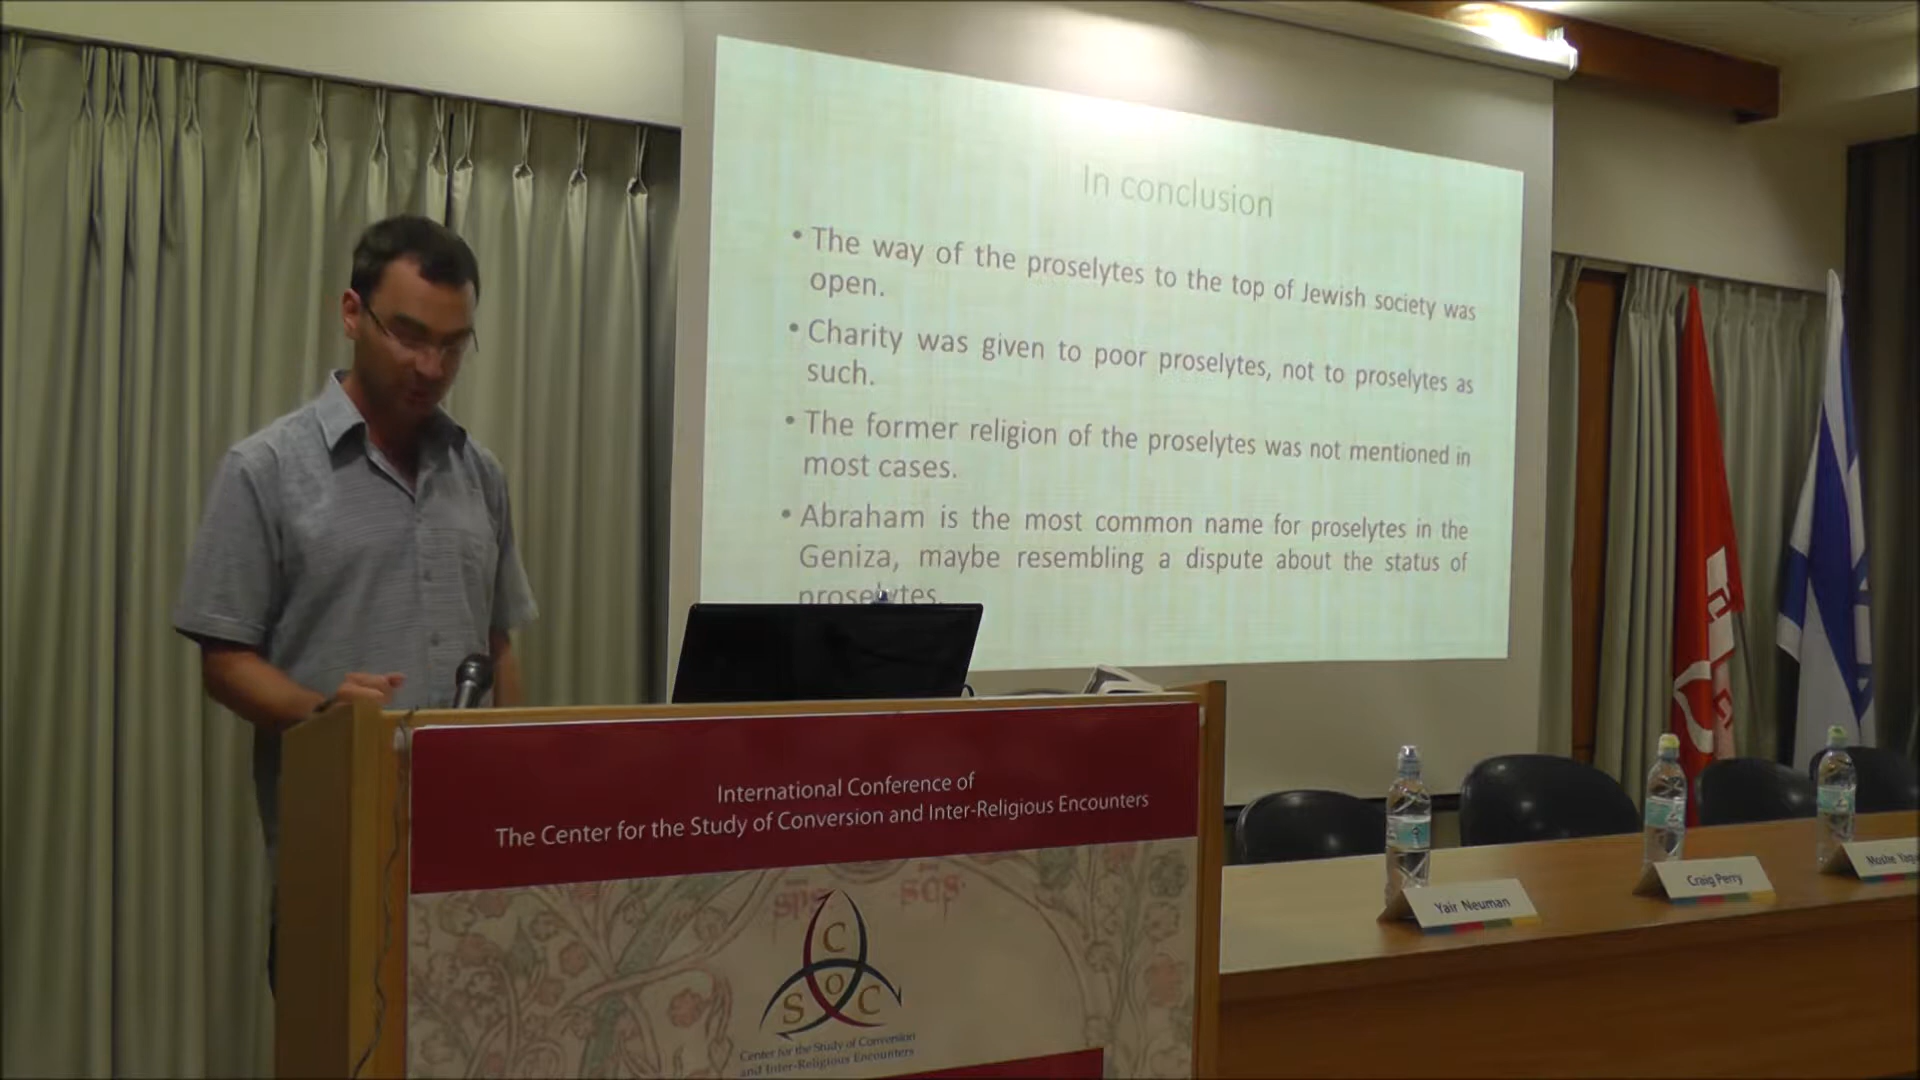 In conclusion
• The way of the proselytes to the top of Jewish society was
open.
• Charity was given to poor proselytes, not to proselytes as
such.
• The former religion of the proselytes was not mentioned in
most cases.
• Abraham is the most common name for proselytes in the
Geniza, maybe resembling a dispute about the status of
proselytes.
International Conference of
The Center for the Study of Conversion and Inter-Religious Encounters
C
S O C
Center for the Study of Conversion
and Inter-Religious Encounters
Yair Neuman
Craig Perry
Moshe